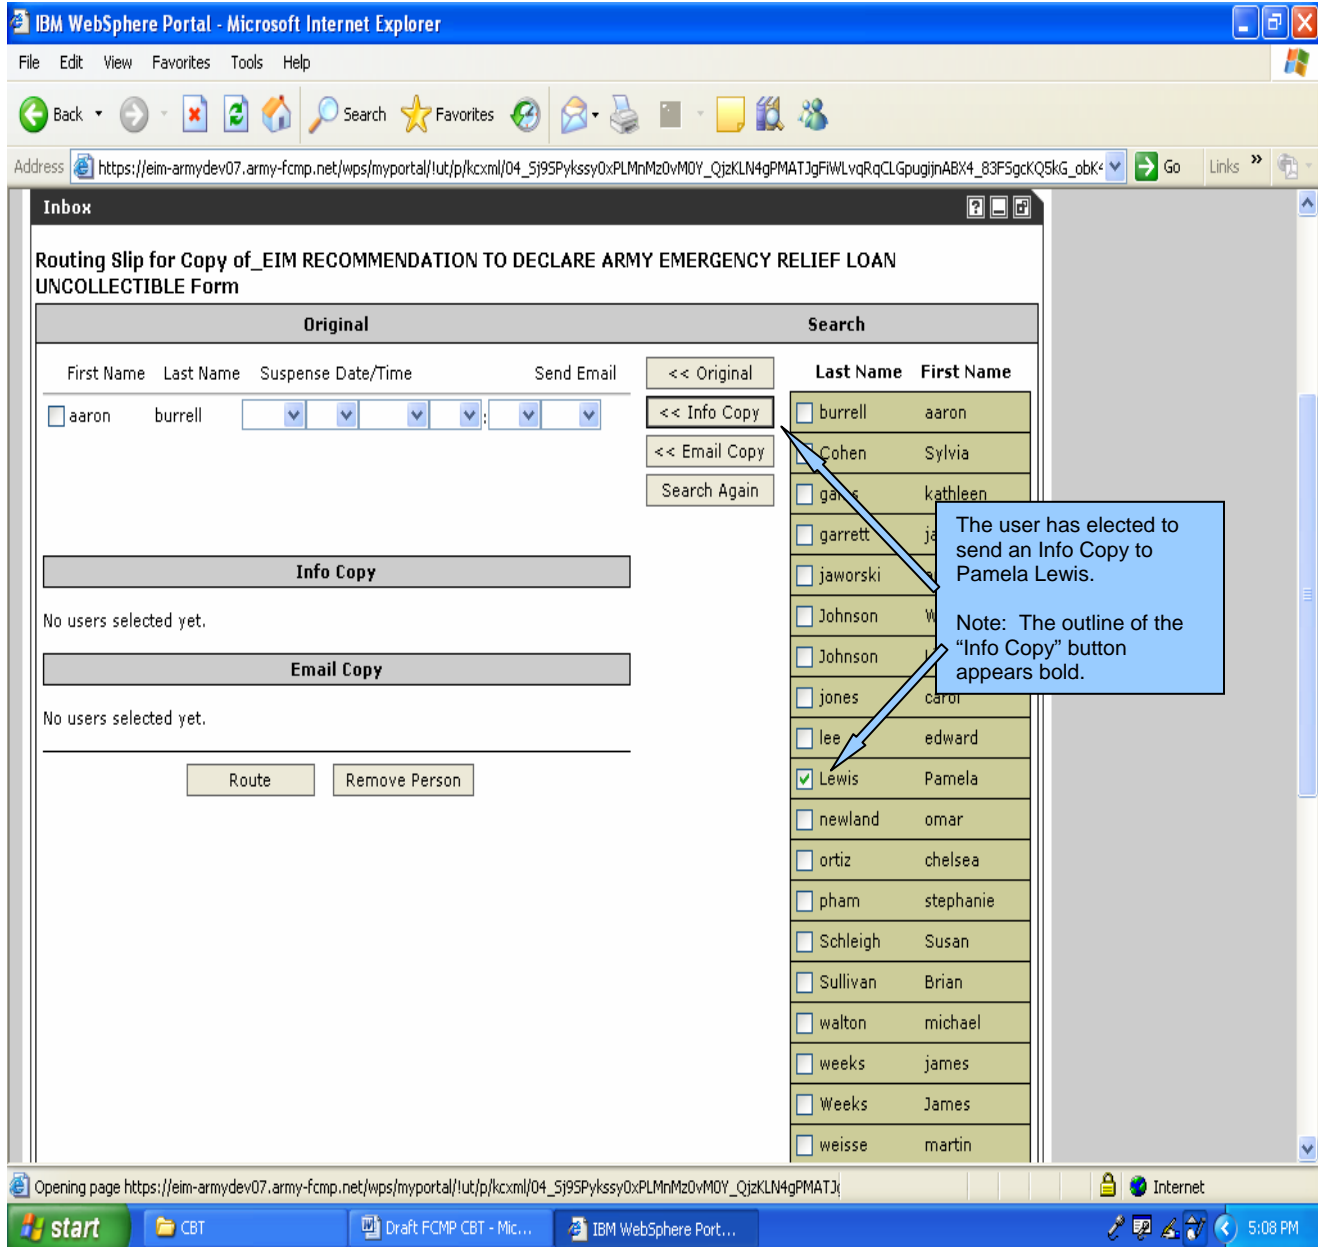 IBM WebSphere Portal - Microsoft Internet Explorer
File Edit View Favorites Tools Help
Back Search Favorites
Address https://eim-armydev07.army-fcmp.net/wps/myportal/!ut/p/kcxml/04_Sj9SPykssy0xPLMnMz0vM0Y_QjzKLN4gPMATJgFiWLvqRqCLGpugijnABX4_83FSgcKQ5kG_obK Go Links »
Inbox
Routing Slip for Copy of_EIM RECOMMENDATION TO DECLARE ARMY EMERGENCY RELIEF LOAN
UNCOLLECTIBLE Form
Original Search
First Name Last Name Suspense Date/Time Send Email << Original Last Name First Name
aaron burrell : << Info Copy burrell aaron
<< Email Copy Cohen Sylvia
Search Again kathleen
garrett
jaworski
Johnson
Johnson
jones carol
lee edward
Lewis Pamela
newland omar
ortiz chelsea
pham stephanie
Schleigh Susan
Sullivan Brian
walton michael
weeks james
Weeks James
weisse martin
The user has elected to
send an Info Copy to
Pamela Lewis.
Note: The outline of the
“Info Copy” button
appears bold.
Info Copy
No users selected yet.
Email Copy
No users selected yet.
Route Remove Person
Opening page https://eim-armydev07.army-fcmp.net/wps/myportal/!ut/p/kcxml/04_Sj9SPykssy0xPLMnMz0vM0Y_QjzKLN4gPMATJ Internet
start CBT Draft FCMP CBT - Mic... IBM WebSphere Port... 5:08 PM